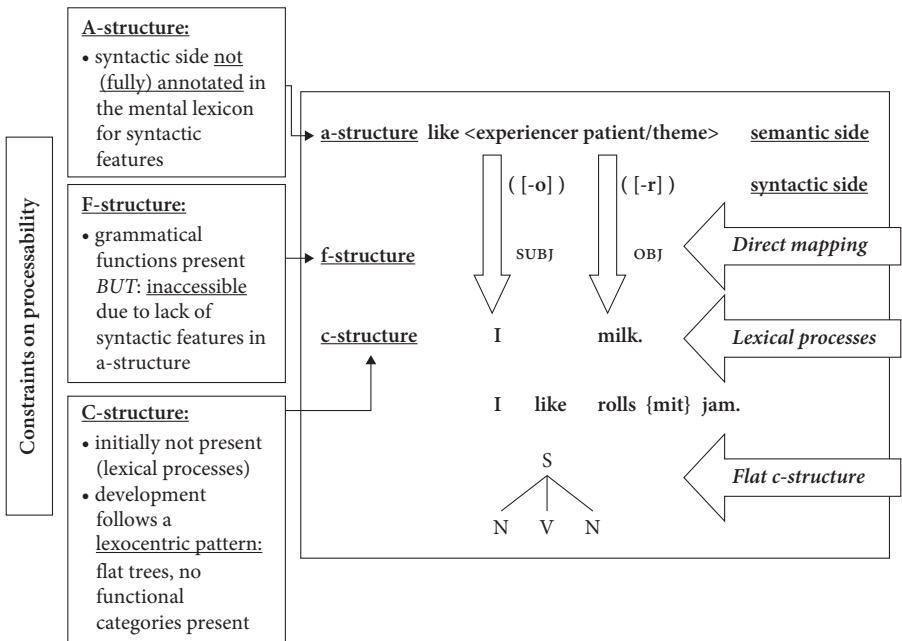 Constraints on processability
A-structure:
• syntactic side not
(fully) annotated in
the mental lexicon
for syntactic
features
F-structure:
• grammatical
functions present
BUT: inaccessible
due to lack of
syntactic features in
a-structure
C-structure:
• initially not present
(lexical processes)
• development
follows a
lexocentric pattern:
flat trees, no
functional
categories present
a-structure like <experiencer patient/theme> semantic side
([-o]) ([-r]) syntactic side
Direct mapping
f-structure SUBJ OBJ
c-structure I milk. Lexical processes
I like rolls {mit} jam.
S
Flat c-structure
N V N